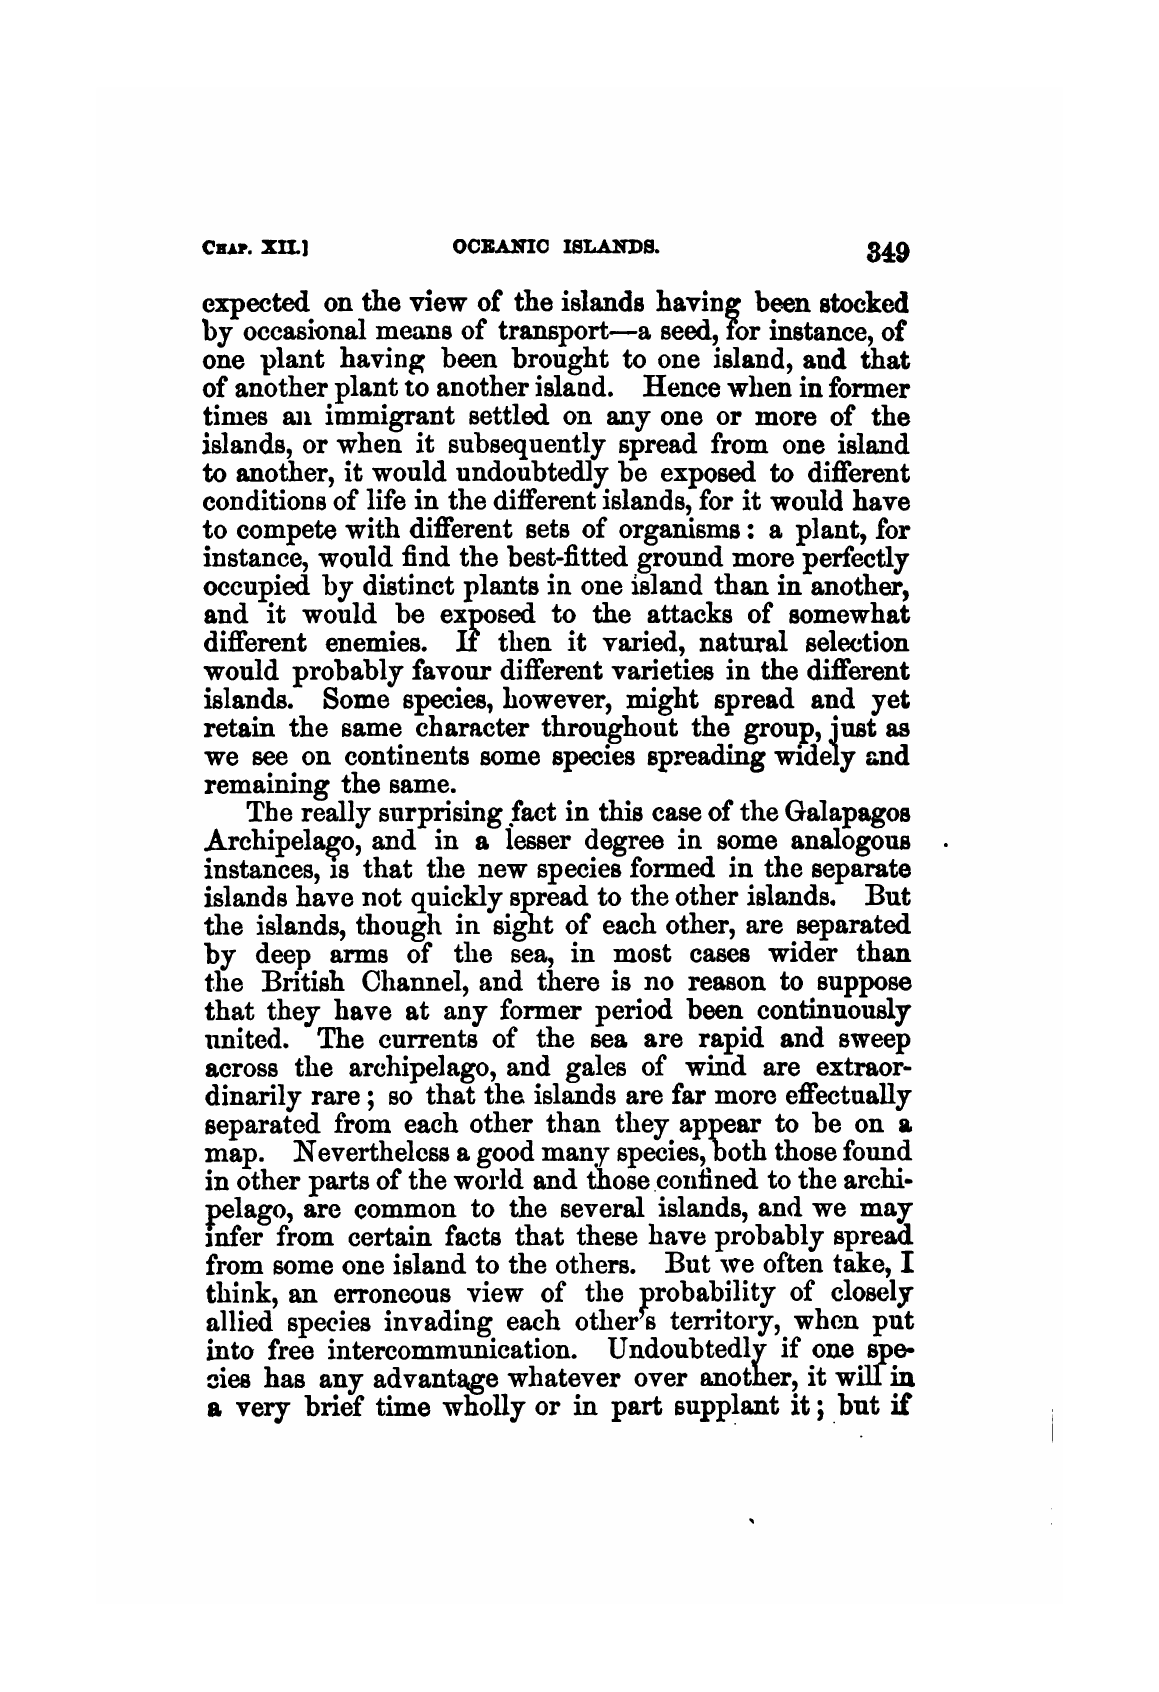 CHAP. XII.] OCEANIC ISLANDS. 349
expected on the view of the islands having been stocked
by occasional means of transport—a seed, for instance, of
one plant having been brought to one island, and that
of another plant to another island. Hence when in former
times an immigrant settled on any one or more of the
islands, or when it subsequently spread from one island
to another, it would undoubtedly be exposed to different
conditions of life in the different islands, for it would have
to compete with different sets of organisms: a plant, for
instance, would find the best-fitted ground more perfectly
occupied by distinct plants in one island than in another,
and it would be exposed to the attacks of somewhat
different enemies. If then it varied, natural selection
would probably favour different varieties in the different
islands. Some species, however, might spread and yet
retain the same character throughout the group, just as
we see on continents some species spreading widely and
remaining the same.
The really surprising fact in this case of the Galapagos
Archipelago, and in a lesser degree in some analogous
instances, is that the new species formed in the separate
islands have not quickly spread to the other islands. But
the islands, though in sight of each other, are separated
by deep arms of the sea, in most cases wider than
the British Channel, and there is no reason to suppose
that they have at any former period been continuously
united. The currents of the sea are rapid and sweep
across the archipelago, and gales of wind are extraor-
dinarily rare; so that the islands are far more effectually
separated from each other than they appear to be on a
map. Nevertheless a good many species, both those found
in other parts of the world and those confined to the archi-
pelago, are common to the several islands, and we may
infer from certain facts that these have probably spread
from some one island to the others. But we often take, I
think, an erroneous view of the probability of closely
allied species invading each other's territory, when put
into free intercommunication. Undoubtedly if one spe-
cies has any advantage whatever over another, it will in
a very brief time wholly or in part supplant it; but if